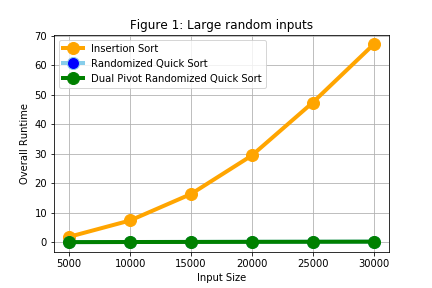 Figure 1: Large random inputs
Insertion Sort
Randomized Quick Sort
Dual Pivot Randomized Quick Sort
Overall Runtime
70
60
50
40
30
20
10
0
5000 10000 15000 20000 25000 30000
Input Size